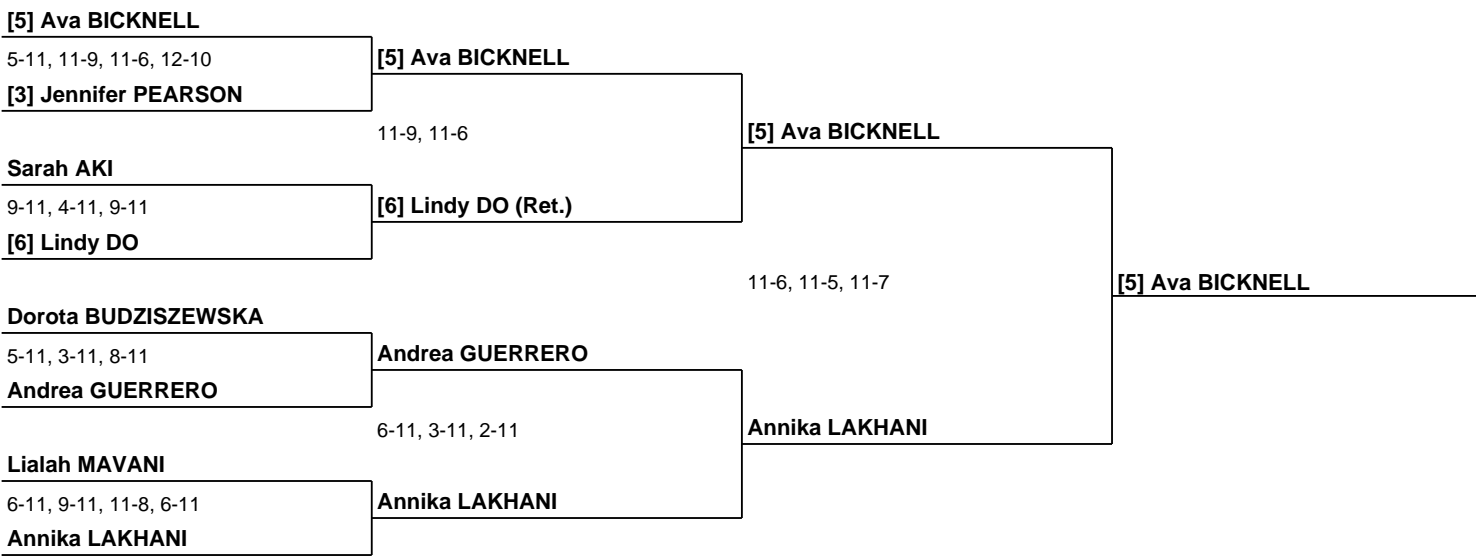 [5] Ava BICKNELL
5-11, 11-9, 11-6, 12-10
[5] Ava BICKNELL
[3] Jennifer PEARSON
11-9, 11-6
[5] Ava BICKNELL
Sarah AKI
9-11, 4-11, 9-11
[6] Lindy DO (Ret.)
[6] Lindy DO
11-6, 11-5, 11-7
[5] Ava BICKNELL
Dorota BUDZISZEWSKA
5-11, 3-11, 8-11
Andrea GUERRERO
Andrea GUERRERO
6-11, 3-11, 2-11
Annika LAKHANI
Lialah MAVANI
6-11, 9-11, 11-8, 6-11
Annika LAKHANI
Annika LAKHANI